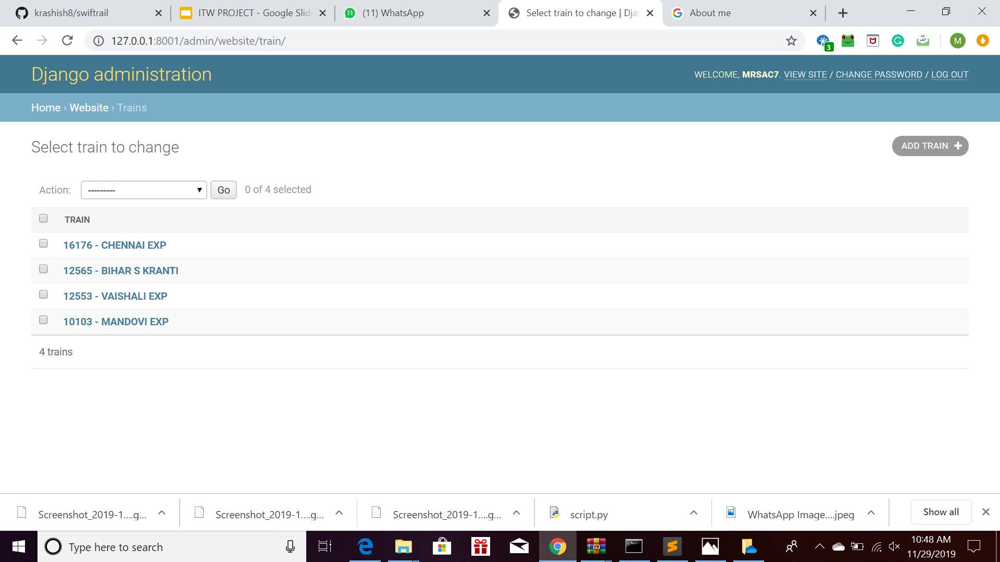 krashish8/swiftrail
ITW PROJECT - Google Slide
11
(11) WhatsApp
Select train to change | Djan
About me
127.0.0.1:8001/admin/website/train/
3
M
Django administration
WELCOME, MRSAC7. VIEW SITE / CHANGE PASSWORD / LOG OUT
Home › Website › Trains
Select train to change
ADD TRAIN +
Action: --------- Go 0 of 4 selected
TRAIN
16176 - CHENNAI EXP
12565 - BIHAR S KRANTI
12553 - VAISHALI EXP
10103 - MANDOVI EXP
4 trains
Screenshot_2019-1....g...
Screenshot_2019-1....g...
Screenshot_2019-1....g...
script.py
WhatsApp Image....jpeg
Show all
Type here to search
10:48 AM
11/29/2019